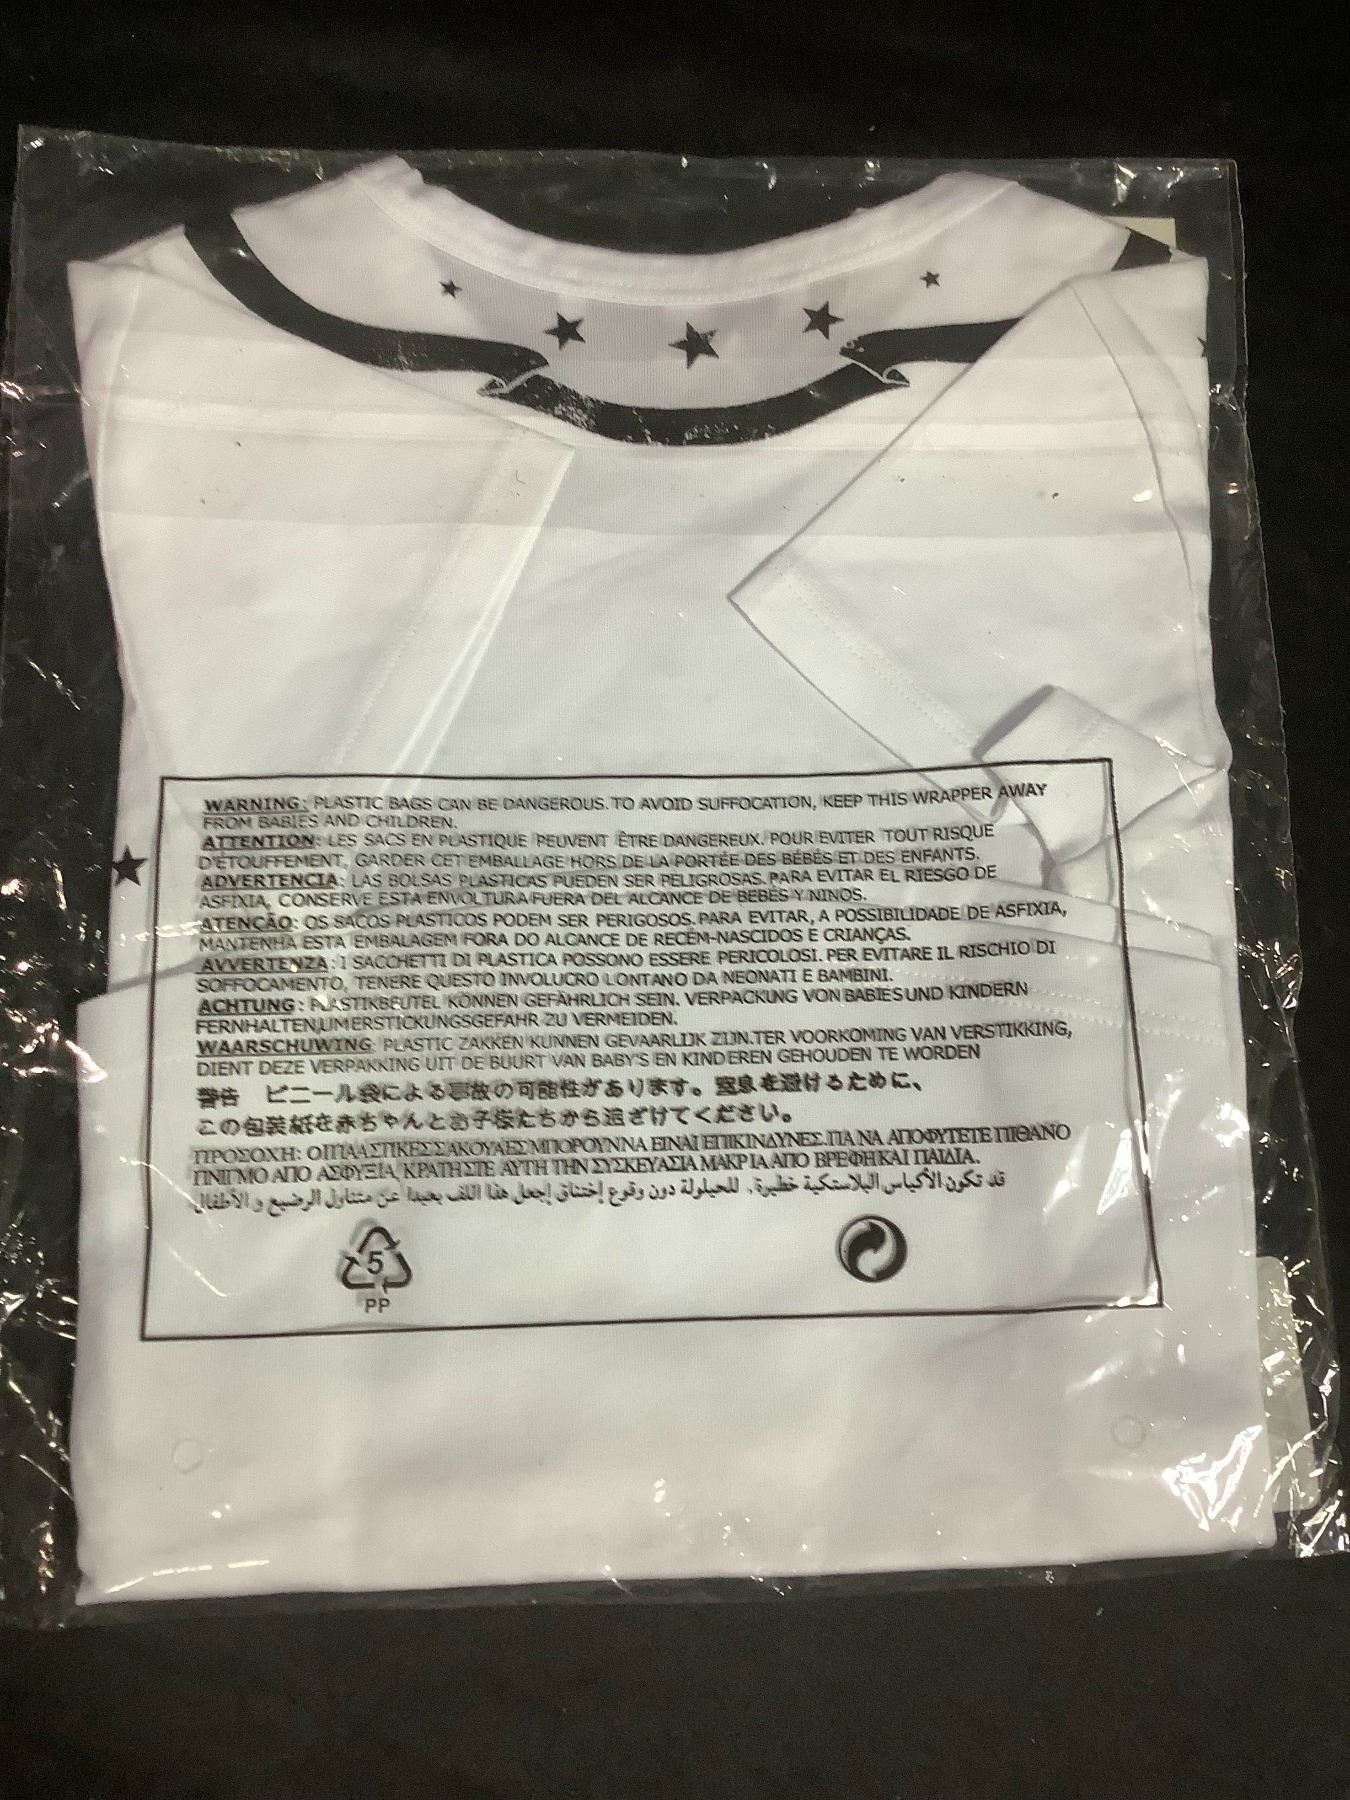 WARNING: PLASTIC BAGS CAN BE DANGEROUS. TO AVOID SUFFOCATION, KEEP THIS WRAPPER AWAY
FROM BABIES AND CHILDREN.
ATTENTION: LES SACS EN PLASTIQUE PEUVENT ÊTRE DANGEREUX. POUR EVITER TOUT RISQUE
D'ÉTOUFFEMENT, GARDER CET EMBALLAGE HORS DE LA PORTÉE DES BÉBÉS ET DES ENFANTS.
ADVERTENCIA: LAS BOLSAS PLASTICAS PUEDEN SER PELIGROSAS. PARA EVITAR EL RIESGO DE
ASFIXIA, CONSERVE ESTA ENVOLTURA FUERA DEL ALCANCE DE BEBÉS Y NINOS.
ATENÇÃO: OS SACOS PLASTICOS PODEM SER PERIGOSOS. PARA EVITAR, A POSSIBILIDADE DE ASFIXIA,
MANTENHA ESTA EMBALAGEM FORA DO ALCANCE DE RECÉM-NASCIDOS E CRIANÇAS.
AVVERTENZA: I SACCHETTI DI PLASTICA POSSONO ESSERE PERICOLOSI. PER EVITARE IL RISCHIO DI
SOFFOCAMENTO, TENERE QUESTO INVOLUCRO LONTANO DA NEONATI E BAMBINI.
ACHTUNG: PLASTIKBEUTEL KÖNNEN GEFÄHRLICH SEIN. VERPACKUNG VON BABIES UND KINDERN
FERNHALTEN, UM ERSTICKUNGSGEFAHR ZU VERMEIDEN.
WAARSCHUWING: PLASTIC ZAKKEN KUNNEN GEVAARLIJK ZIJN. TER VOORKOMING VAN VERSTIKKING,
DIENT DEZE VERPAKKING UIT DE BUURT VAN BABY'S EN KINDEREN GEHOUDEN TE WORDEN
警告 ビニール袋による事故の可能性があります。窒息を避けるために、
この包装紙を赤ちゃんとお子様たちから遠ざけてください。
ΠΡΟΣΟΧΗ: ΟΙ ΠΛΑΣΤΙΚΕΣ ΣΑΚΟΥΛΕΣ ΜΠΟΡΟΥΝ ΝΑ ΕΙΝΑΙ ΕΠΙΚΙΝΔΥΝΕΣ. ΓΙΑ ΝΑ ΑΠΟΦΥΓΕΤΕ ΠΙΘΑΝΟ
ΠΝΙΓΜΟ ΑΠΟ ΑΣΦΥΞΙΑ, ΚΡΑΤΗΣΤΕ ΑΥΤΗ ΤΗΝ ΣΥΣΚΕΥΑΣΙΑ ΜΑΚΡΙΑ ΑΠΟ ΒΡΕΦΗ ΚΑΙ ΠΑΙΔΙΑ.
قد تكون الأكياس البلاستكية خطيرة. للحيلولة دون وقوع إختناق إجعل هذا اللف بعيدا عن متناول الرضيع و الأطفال
5
PP